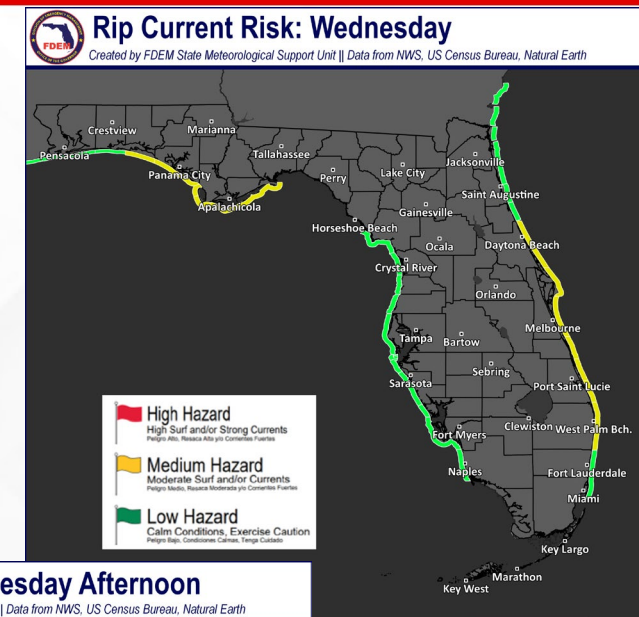 FDEM
Rip Current Risk: Wednesday
Created by FDEM State Meteorological Support Unit || Data from NWS, US Census Bureau, Natural Earth
Crestview
Marianna
Pensacola
Tallahassee
Jacksonville
Panama City
Perry
Lake City
Saint Augustine
Apalachicola
Gainesville
Horseshoe Beach
Ocala
Daytona Beach
Crystal River
Orlando
Melbourne
Tampa
Bartow
Sebring
Sarasota
Port Saint Lucie
Clewiston
West Palm Bch.
Fort Myers
Naples
Fort Lauderdale
Miami
Key Largo
Marathon
Key West
High Hazard
High Surf and/or Strong Currents
Peligro Alto, Resaca Alta y/o Corrientes Fuertes
Medium Hazard
Moderate Surf and/or Currents
Peligro Medio, Resaca Moderada y/o Corrientes Fuertes
Low Hazard
Calm Conditions, Exercise Caution
Peligro Bajo, Condiciones Calmas, Tenga Cuidado
esday Afternoon
| Data from NWS, US Census Bureau, Natural Earth